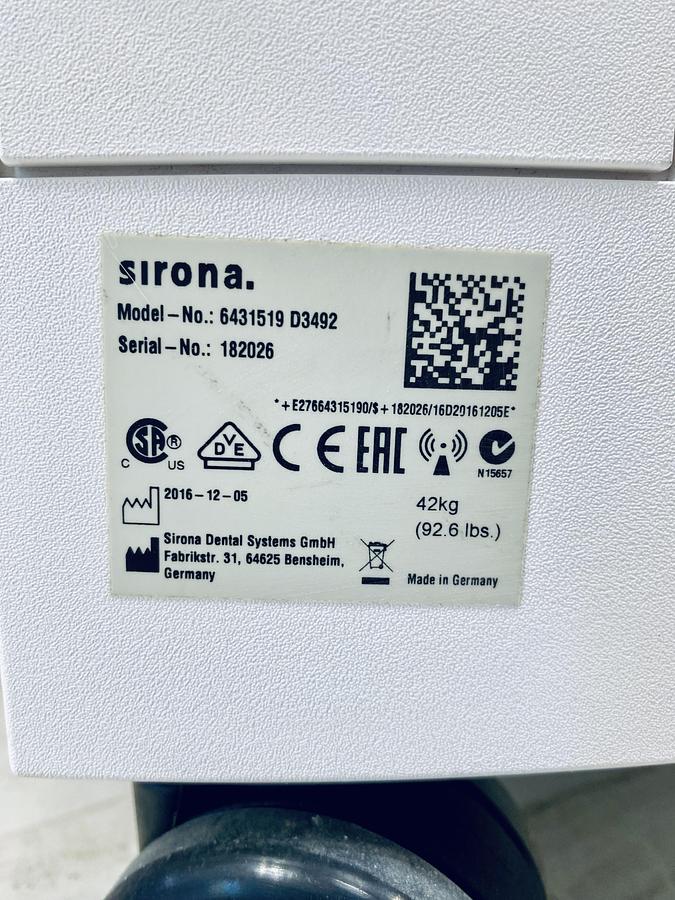 sirona.
Model-No.: 6431519 D3492
Serial-No.: 182026
*+E27664315190/$+182026/16D20161205E*
C SA® US
DVE
CE
EAC
N15657
2016-12-05
42kg
(92.6 lbs.)
Sirona Dental Systems GmbH
Fabrikstr. 31, 64625 Bensheim,
Germany
Made in Germany